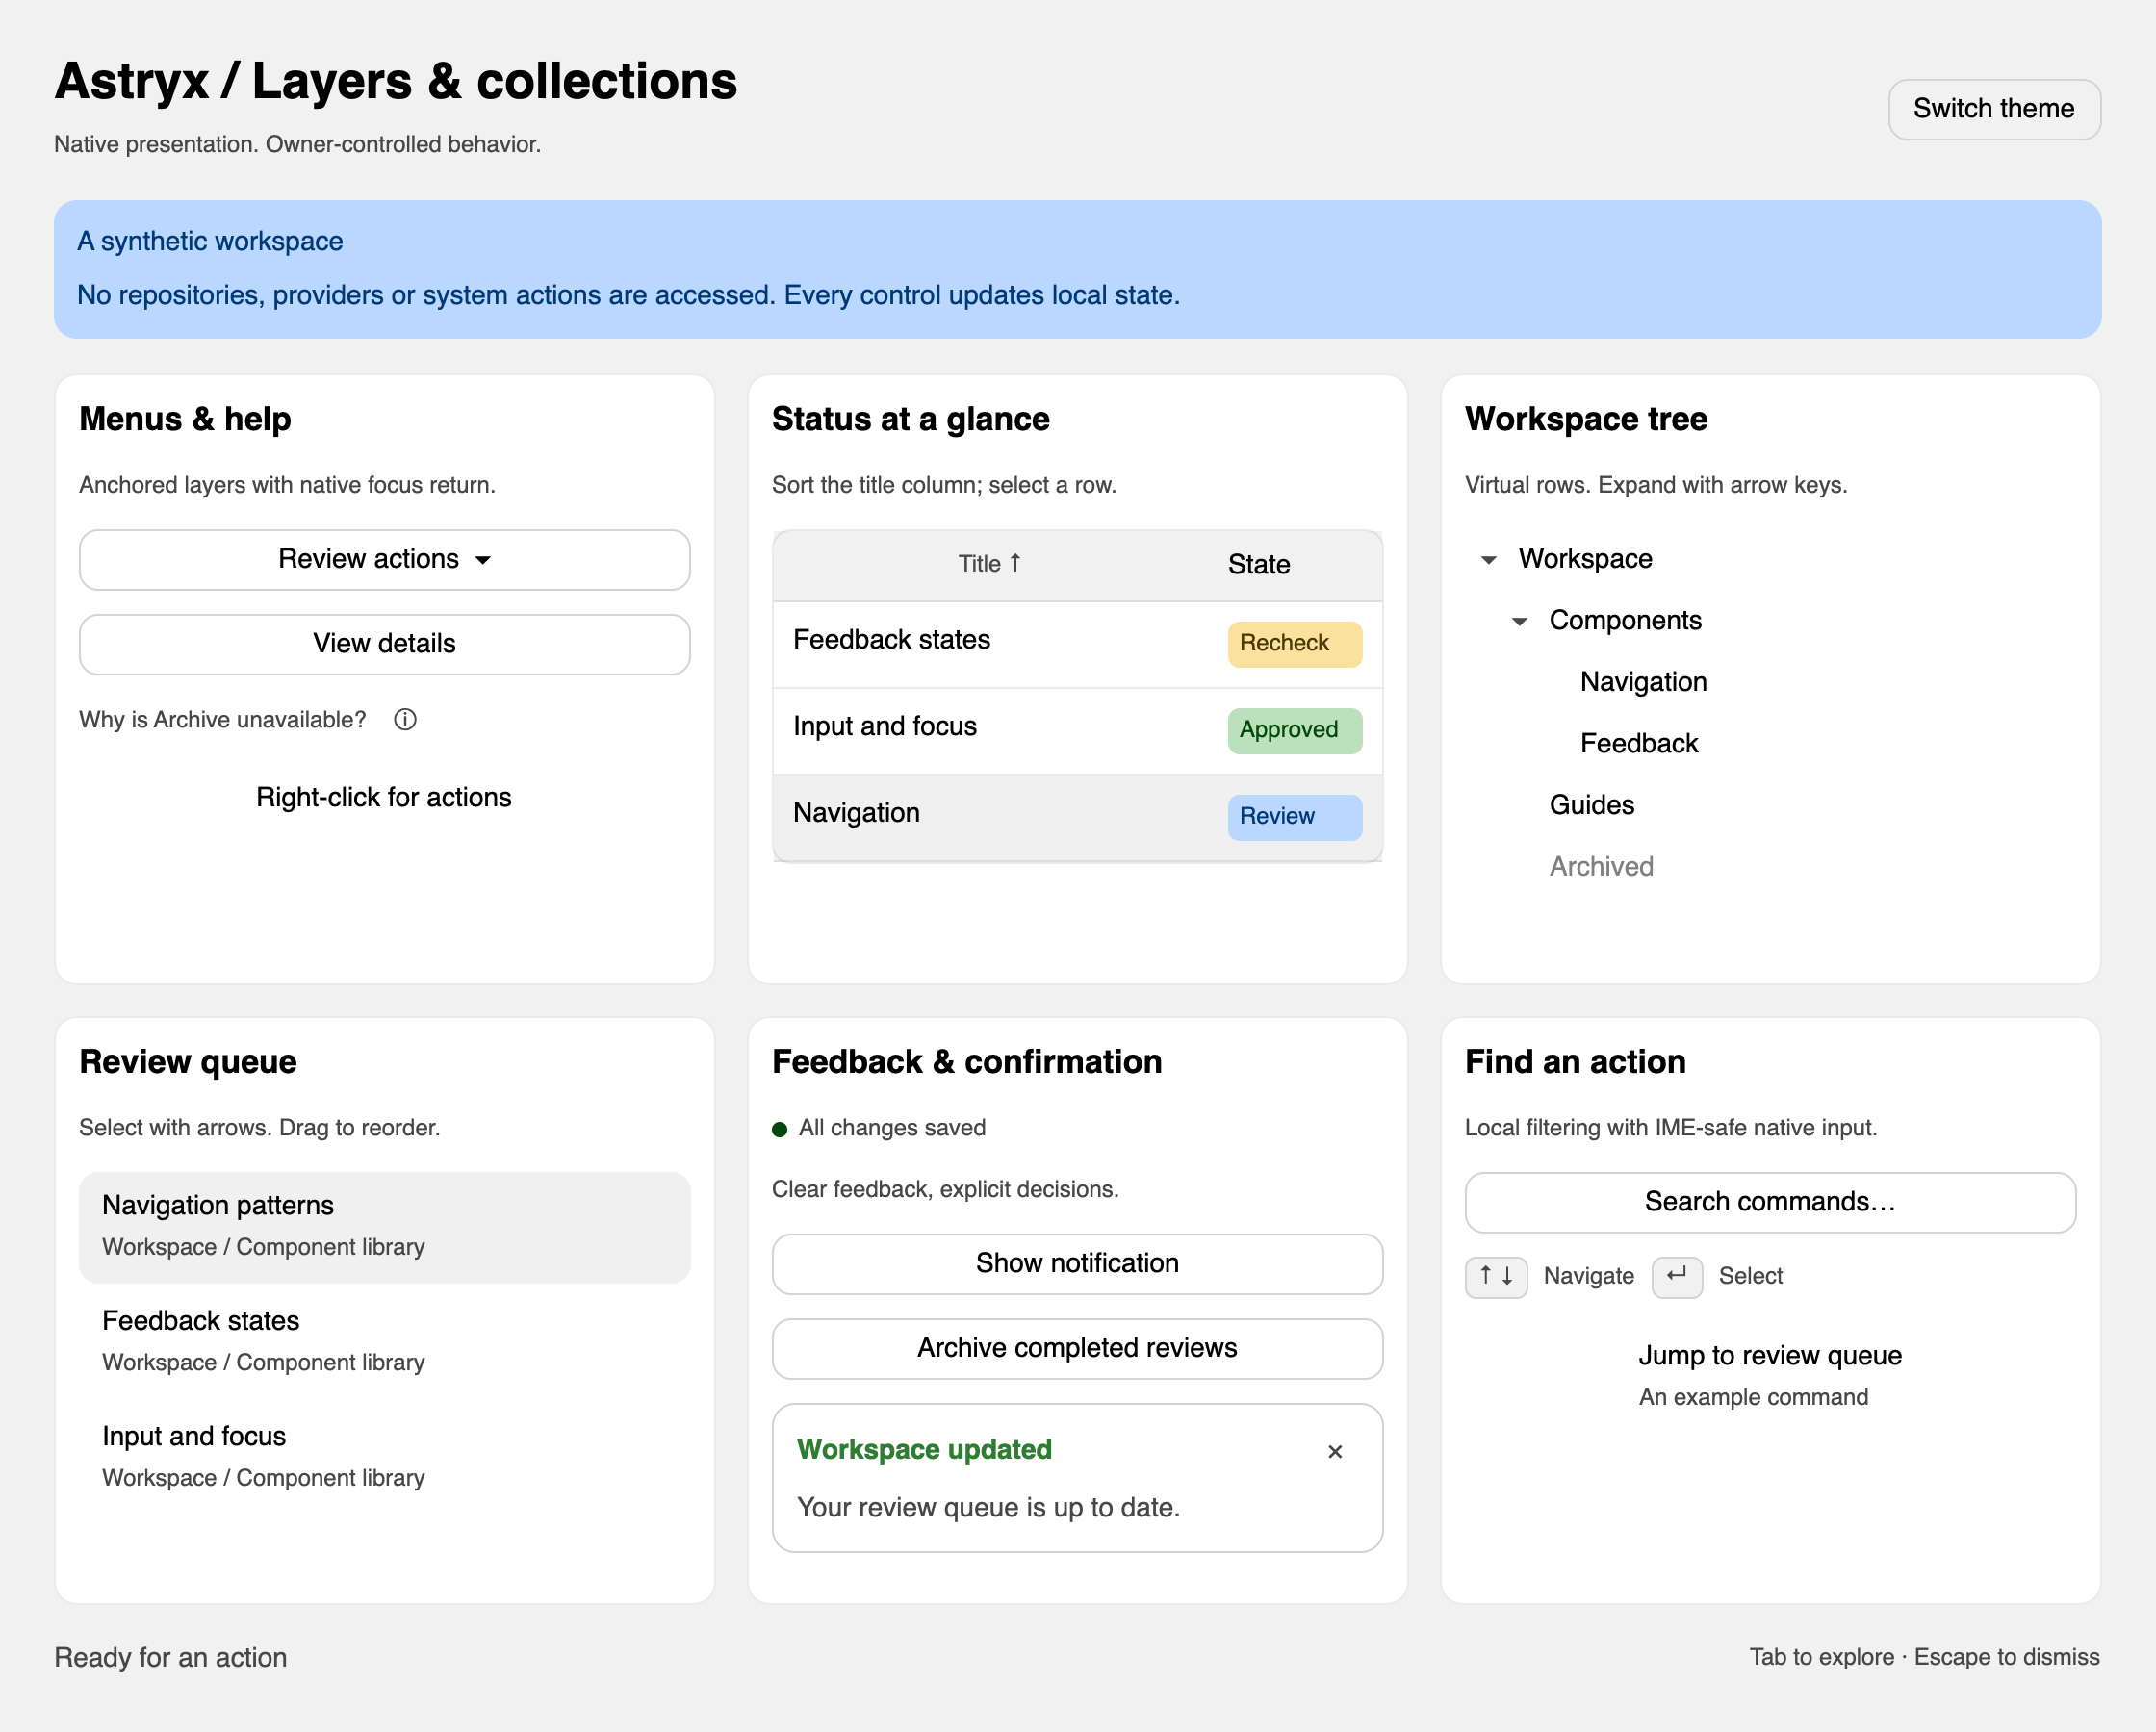 Astryx / Layers & collections
Native presentation. Owner-controlled behavior.
Switch theme
A synthetic workspace
No repositories, providers or system actions are accessed. Every control updates local state.
Menus & help
Anchored layers with native focus return.
Review actions
View details
Why is Archive unavailable?
Right-click for actions
Status at a glance
Sort the title column; select a row.
Title ↑ State
Feedback states Recheck
Input and focus Approved
Navigation Review
Workspace tree
Virtual rows. Expand with arrow keys.
Workspace
Components
Navigation
Feedback
Guides
Archived
Review queue
Select with arrows. Drag to reorder.
Navigation patterns
Workspace / Component library
Feedback states
Workspace / Component library
Input and focus
Workspace / Component library
Feedback & confirmation
All changes saved
Clear feedback, explicit decisions.
Show notification
Archive completed reviews
Workspace updated ×
Your review queue is up to date.
Find an action
Local filtering with IME-safe native input.
Search commands…
↑↓ Navigate ↵ Select
Jump to review queue
An example command
Ready for an action
Tab to explore · Escape to dismiss